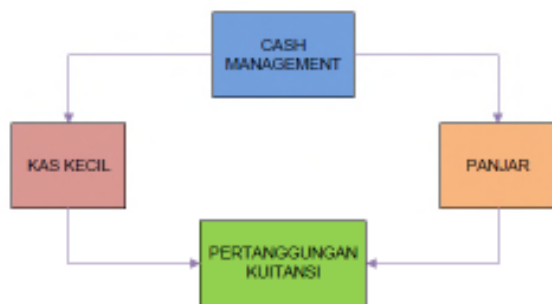 CASH
MANAGEMENT
KAS KECIL
PANJAR
PERTANGGUNGAN
KUITANSI